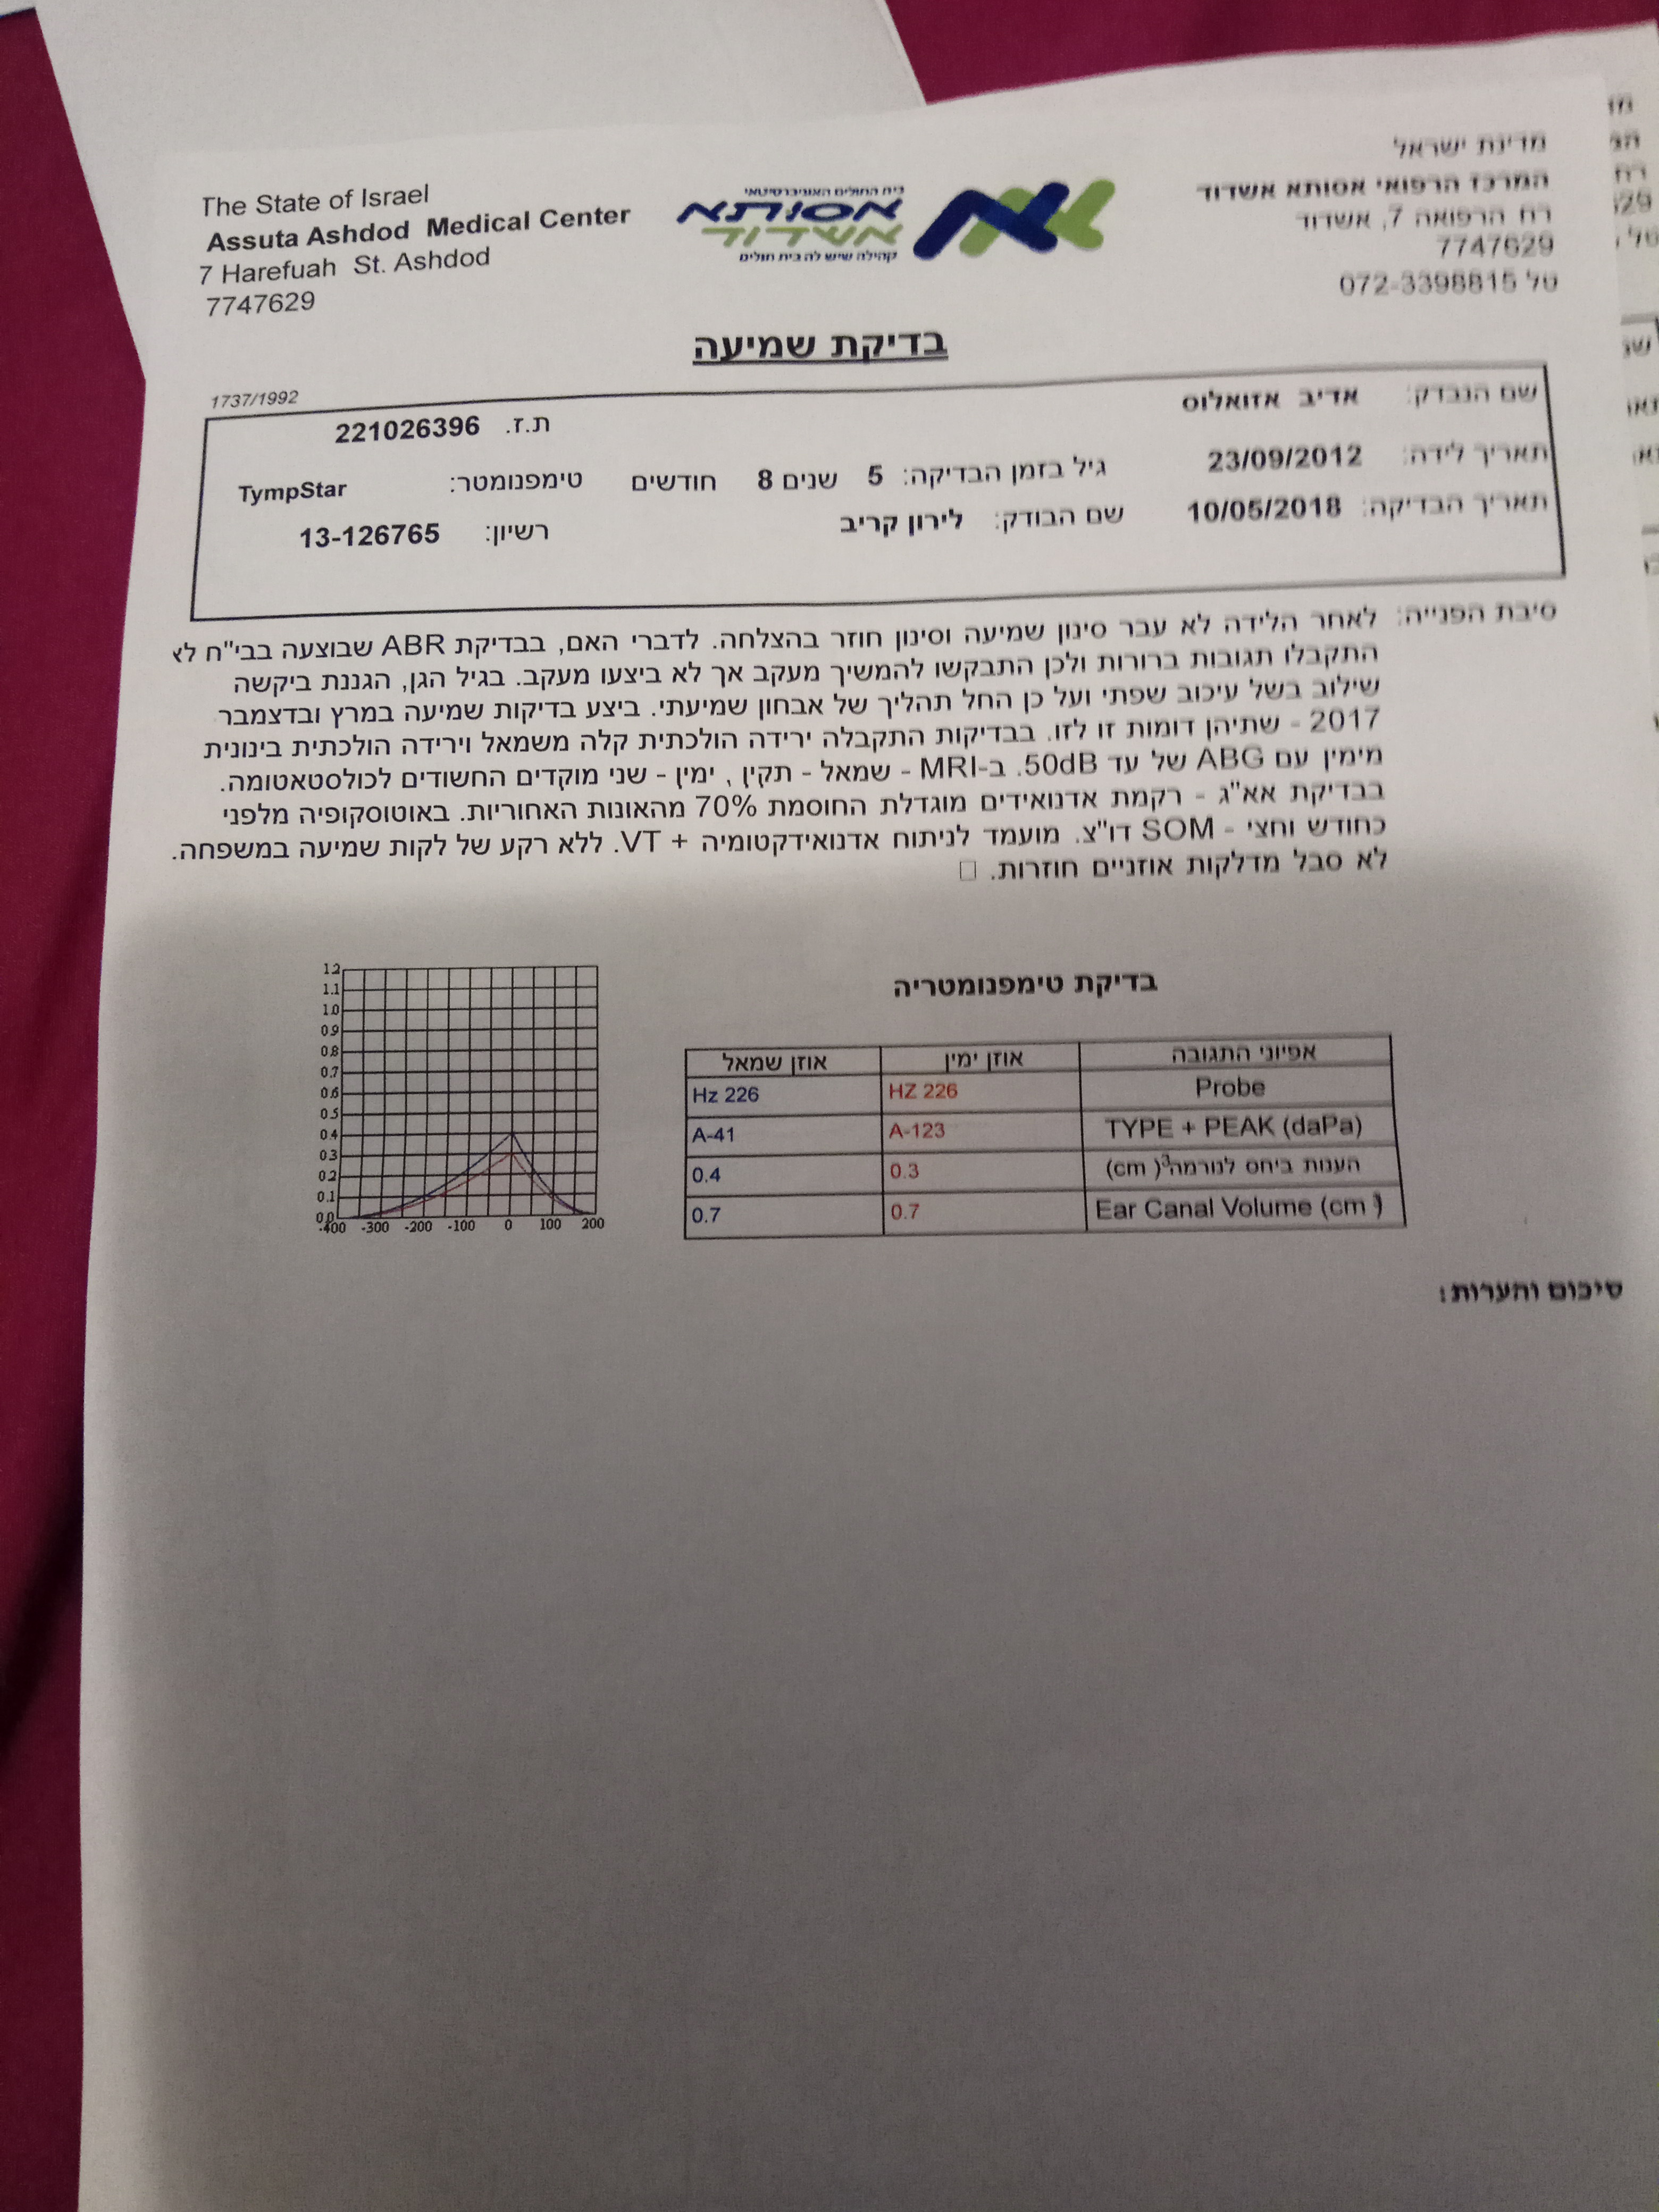 The State of Israel
Assuta Ashdod Medical Center
7 Harefuah St. Ashdod
7747629
בית החולים האוניברסיטאי
אסותא
אשדוד
קהילה שיש לה בית חולים
מדינת ישראל
המרכז הרפואי אסותא אשדוד
רח הרפואה 7, אשדוד
7747629
טל 072-3398815
בדיקת שמיעה
1737/1992
שם הנבדק: אדיב אזואלוס ת.ז. 221026396
תאריך לידה: 23/09/2012 גיל בזמן הבדיקה: 5 שנים 8 חודשים טימפנומטר: TympStar
תאריך הבדיקה: 10/05/2018 שם הבודק: לירון קריב רשיון: 13-126765
סיבת הפנייה: לאחר הלידה לא עבר סינון שמיעה וסינון חוזר בהצלחה. לדברי האם, בבדיקת ABR שבוצעה בבי"ח לא
התקבלו תגובות ברורות ולכן התבקשו להמשיך מעקב אך לא ביצעו מעקב. בגיל הגן, הגננת ביקשה
שילוב בשל עיכוב שפתי ועל כן החל תהליך של אבחון שמיעתי. ביצע בדיקות שמיעה במרץ ובדצמבר
2017 - שתיהן דומות זו לזו. בבדיקות התקבלה ירידה הולכתית קלה משמאל וירידה הולכתית בינונית
מימין עם ABG של עד 50dB. ב-MRI - שמאל - תקין , ימין - שני מוקדים החשודים לכולסטאטומה.
בבדיקת אא"ג - רקמת אדנואידים מוגדלת החוסמת 70% מהאונות האחוריות. באוטוסקופיה מלפני
כחודש וחצי - SOM דו"צ. מועמד לניתוח אדנואידקטומיה + VT. ללא רקע של לקות שמיעה במשפחה.
לא סבל מדלקות אוזניים חוזרות.
בדיקת טימפנומטריה
אפיוני התגובה אוזן ימין אוזן שמאל
Probe HZ 226 Hz 226
TYPE + PEAK (daPa) A-123 A-41
הענות ביחס לנורמה (cm³) 0.3 0.4
Ear Canal Volume (cm³) 0.7 0.7
1.2
1.1
1.0
0.9
0.8
0.7
0.6
0.5
0.4
0.3
0.2
0.1
0.0
-400 -300 -200 -100 0 100 200
סיכום והערות: